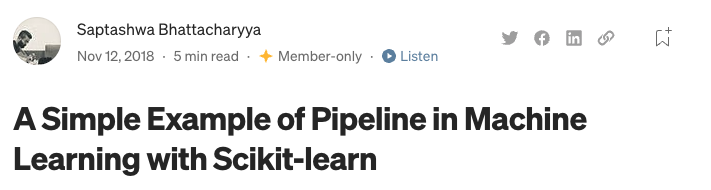 Saptashwa Bhattacharyya
Nov 12, 2018 · 5 min read · Member-only · Listen
A Simple Example of Pipeline in Machine
Learning with Scikit-learn